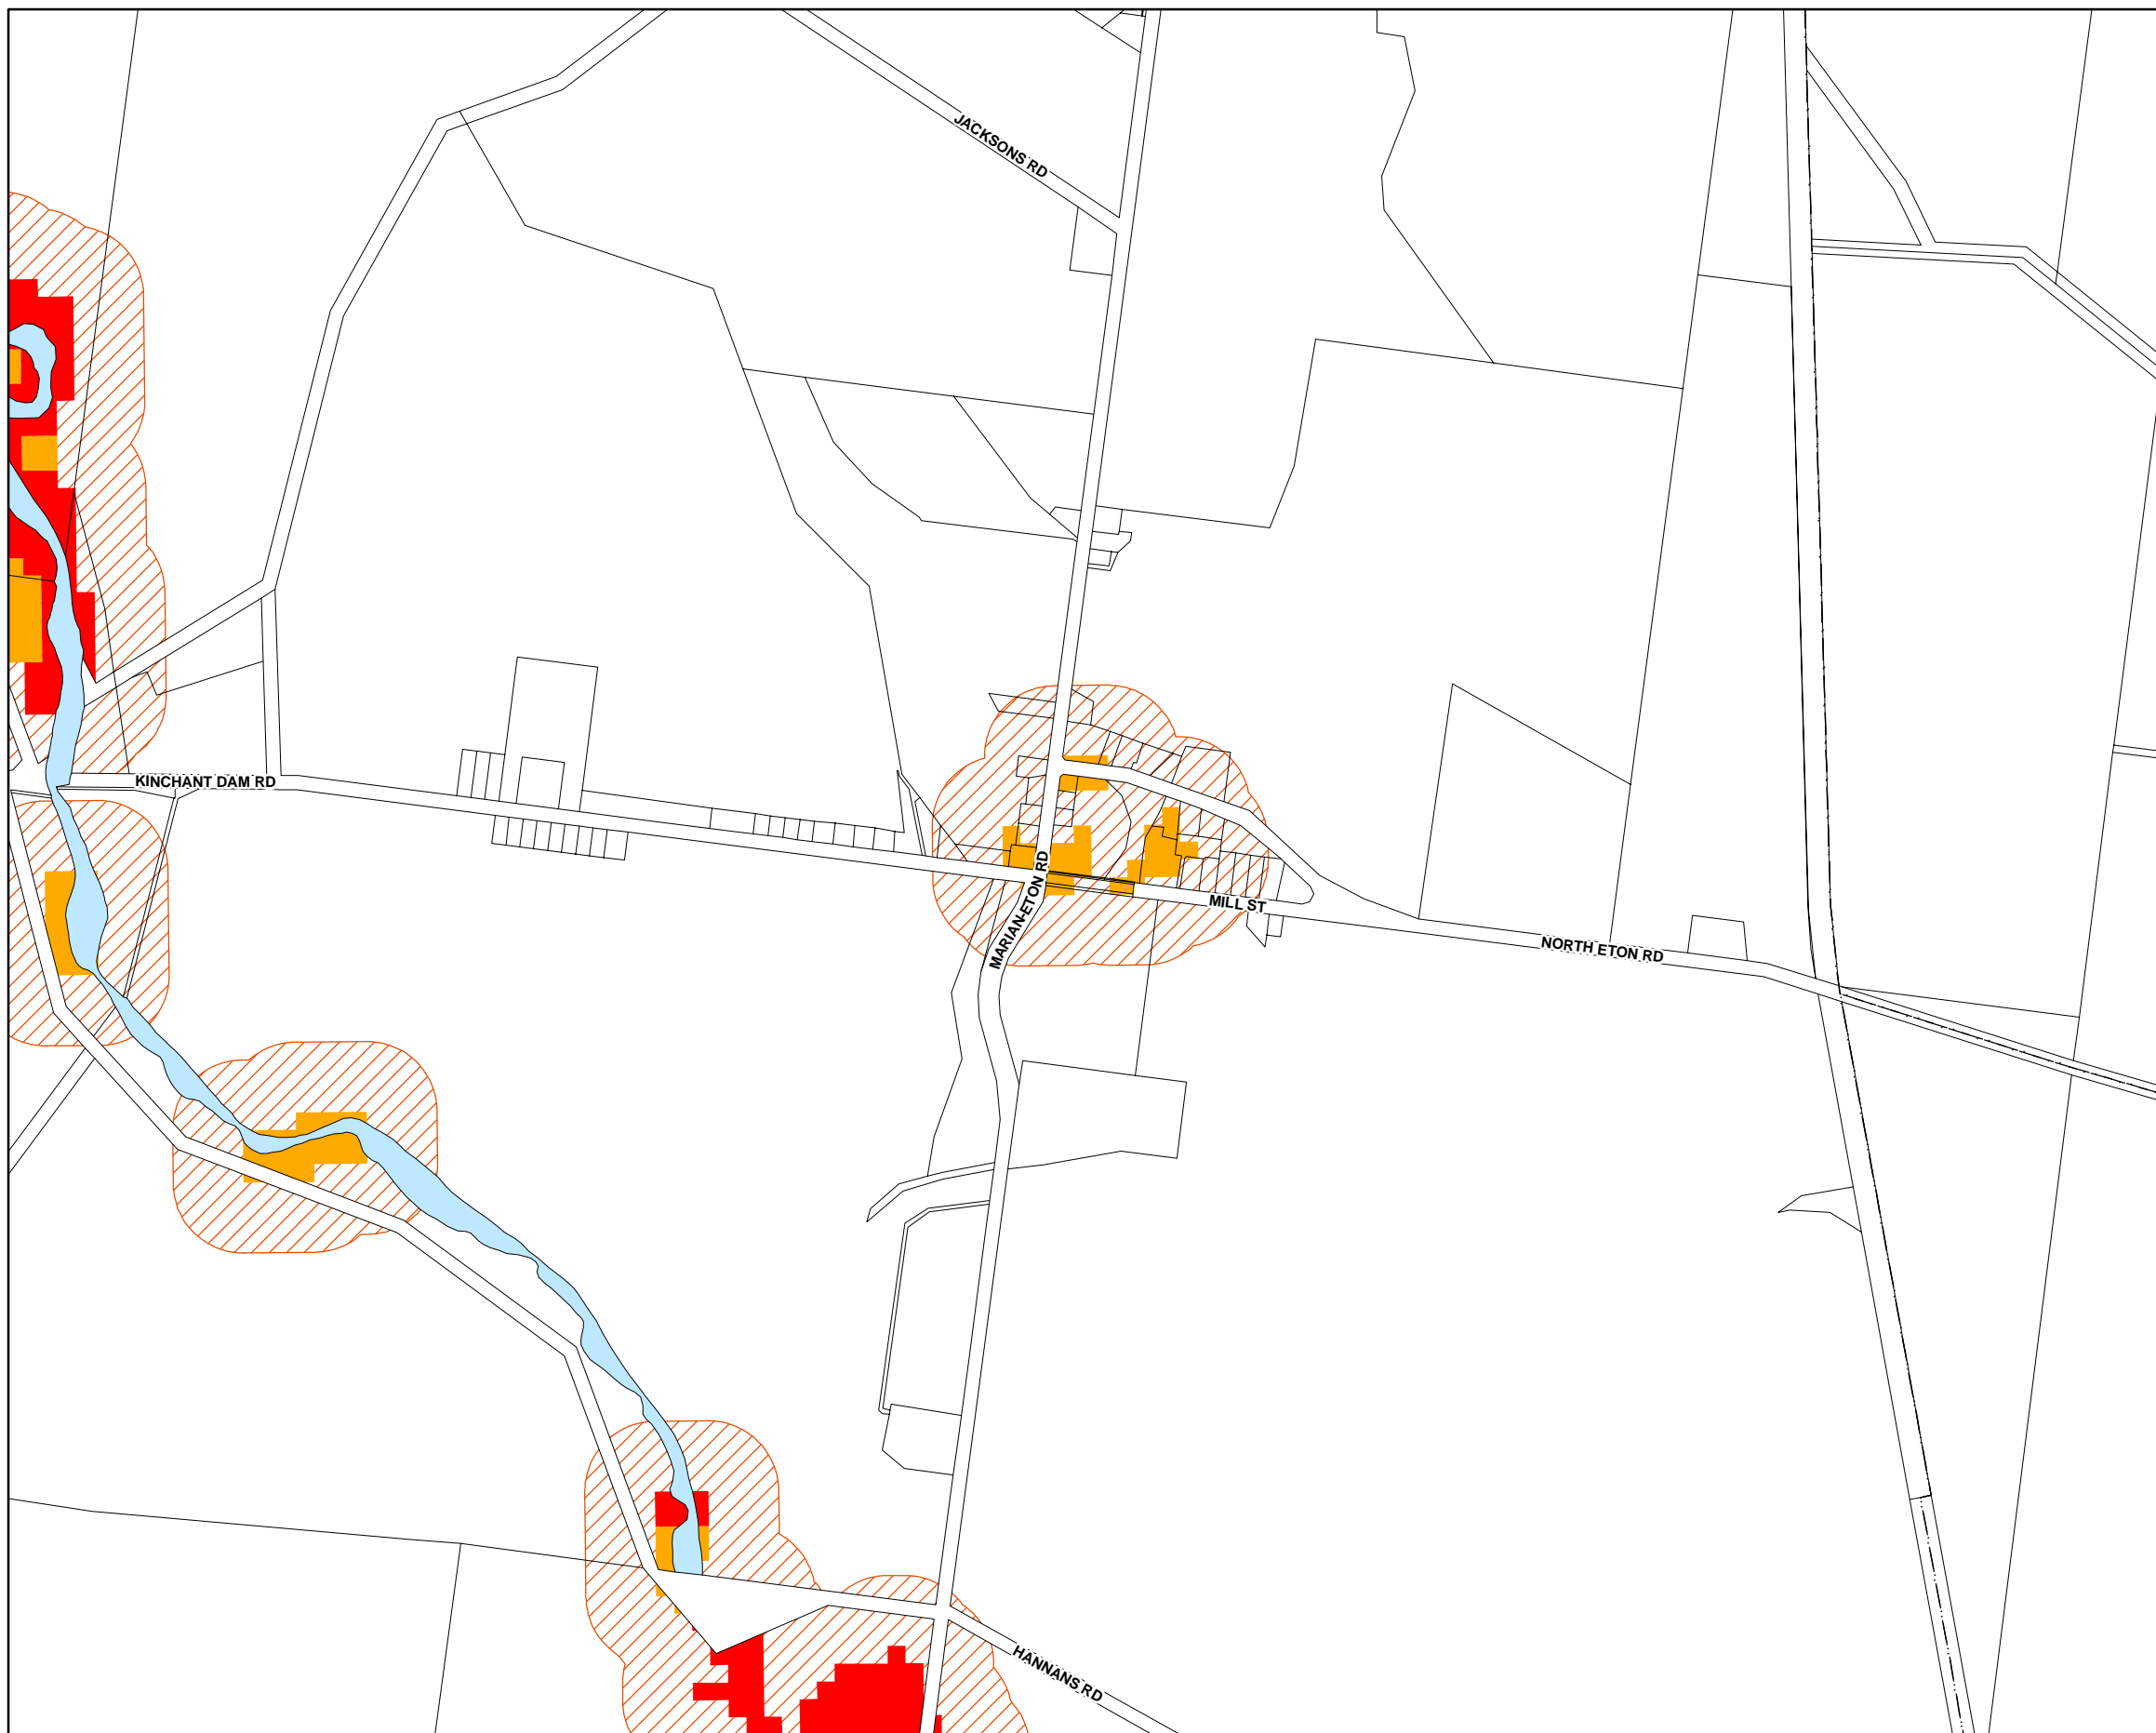 JACKSONS RD
KINCHANT DAM RD
MARIAN-ETON RD
MILL ST
NORTH ETON RD
HANNANS RD